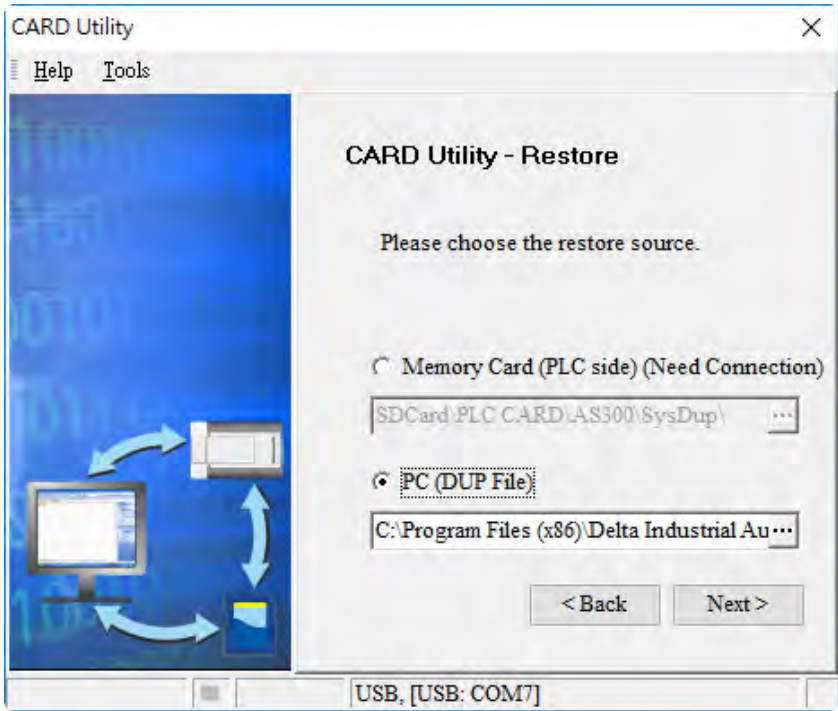 CARD Utility
Help Tools
CARD Utility - Restore
Please choose the restore source.
Memory Card (PLC side) (Need Connection)
SDCard\PLC CARD\AS300\SysDup\ ...
PC (DUP File)
C:\Program Files (x86)\Delta Industrial Au ...
< Back Next >
USB, [USB: COM7]